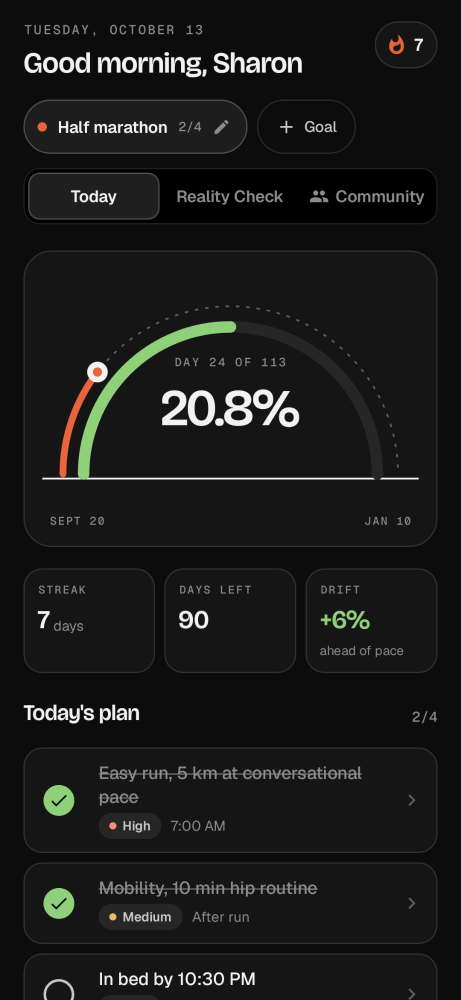 TUESDAY, OCTOBER 13
Good morning, Sharon
7
Half marathon 2/4
+ Goal
Today
Reality Check
Community
DAY 24 OF 113
20.8%
SEPT 20
JAN 10
STREAK
7 days
DAYS LEFT
90
DRIFT
+6%
ahead of pace
Today's plan
2/4
Easy run, 5 km at conversational
pace
High 7:00 AM
Mobility, 10 min hip routine
Medium After run
In bed by 10:30 PM